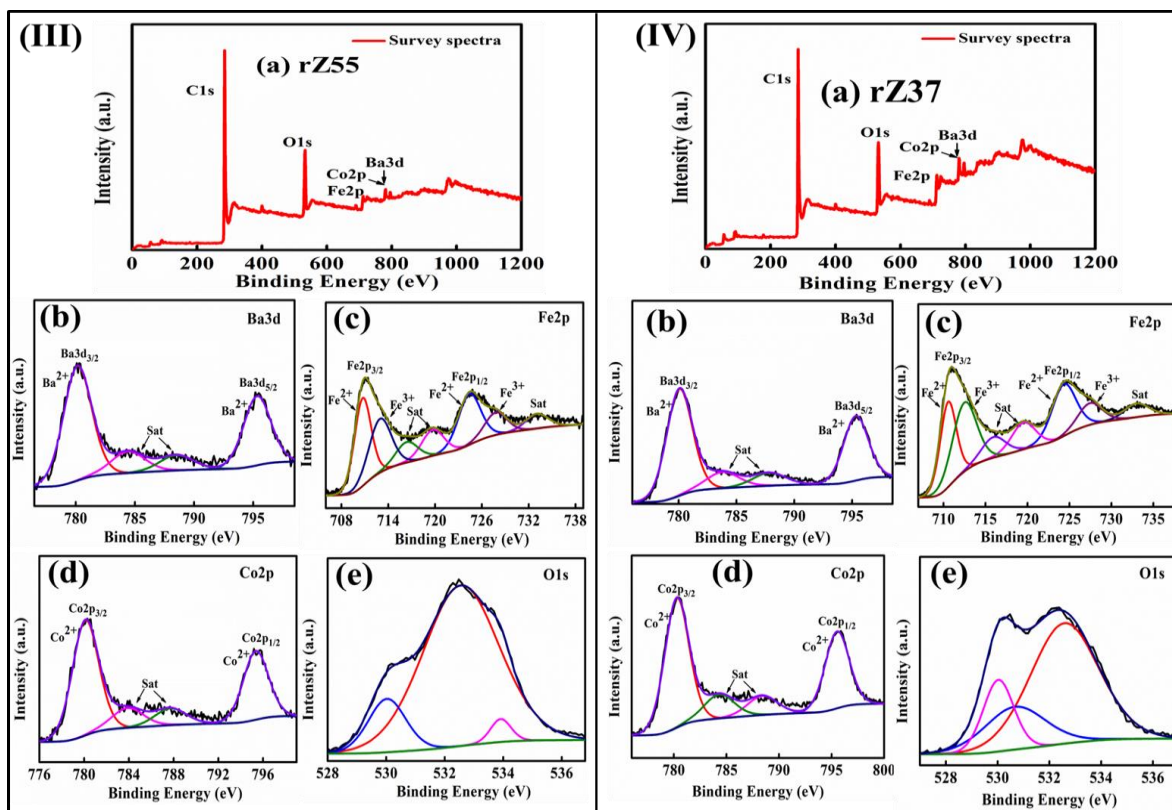 (III)
Survey spectra
(a) rZ55
C1s
O1s
Co2p
Ba3d
Fe2p
Intensity (a.u.)
0 200 400 600 800 1000 1200
Binding Energy (eV)
(b)
Ba3d
Ba3d3/2
Ba2+
Sat
Ba3d5/2
Ba2+
Intensity (a.u.)
780 785 790 795
Binding Energy (eV)
(c)
Fe2p
Fe2p3/2
Fe2+
Fe3+
Sat
Fe2+
Fe2p1/2
Fe3+
Sat
Intensity (a.u.)
708 714 720 726 732 738
Binding Energy (eV)
(d)
Co2p
Co2p3/2
Co2+
Sat
Co2p1/2
Co2+
Intensity (a.u.)
776 780 784 788 792 796
Binding Energy (eV)
(e)
O1s
Intensity (a.u.)
528 530 532 534 536
Binding Energy (eV)
(IV)
Survey spectra
(a) rZ37
C1s
O1s
Ba3d
Co2p
Fe2p
Intensity (a.u.)
0 200 400 600 800 1000 1200
Binding Energy (eV)
(b)
Ba3d
Ba3d3/2
Ba2+
Sat
Ba3d5/2
Ba2+
Intensity (a.u.)
780 785 790 795
Binding Energy (eV)
(c)
Fe2p
Fe2p3/2
Fe2+
Fe3+
Sat
Fe2+
Fe2p1/2
Fe3+
Sat
Intensity (a.u.)
710 715 720 725 730 735
Binding Energy (eV)
(d)
Co2p
Co2p3/2
Co2+
Sat
Co2p1/2
Co2+
Intensity (a.u.)
780 785 790 795 800
Binding Energy (eV)
(e)
O1s
Intensity (a.u.)
528 530 532 534 536
Binding Energy (eV)